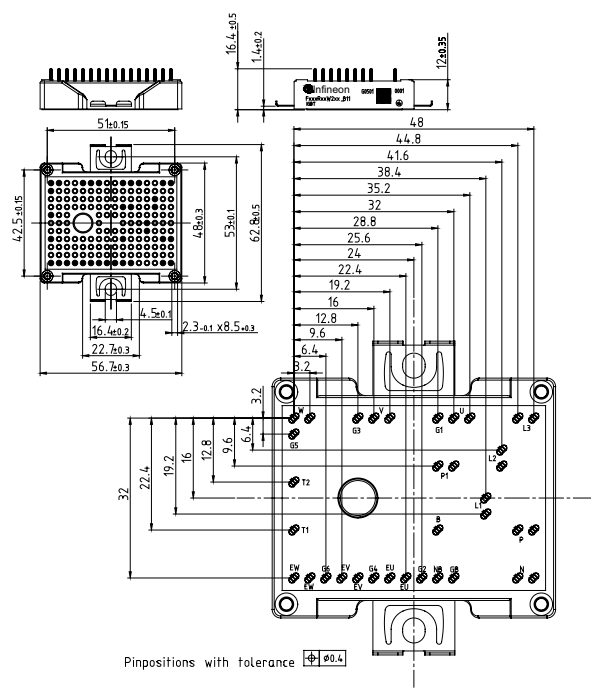 16.4 ±0.5
1.4±0.2
12±0.35
infineon
G0501
0001
FxxxRxxW2xx_B11
51±0.15
48
44.8
41.6
38.4
35.2
32
28.8
25.6
24
22.4
19.2
16
12.8
9.6
6.4
3.2
42.5 ±0.15
48±0.3
53±0.1
62.8±0.5
4.5±0.1
16.4±0.2
2.3-0.1 x8.5+0.3
22.7±0.3
56.7±0.3
3.2
6.4
9.6
12.8
16
19.2
22.4
32
W
V
U
G3
G1
L3
G5
L2
P1
T2
L1
T1
B
P
EW
G6
EV
G4
EU
G2
NB
GB
N
EW
EV
EU
Pinpositions with tolerance ⌖ ø0.4